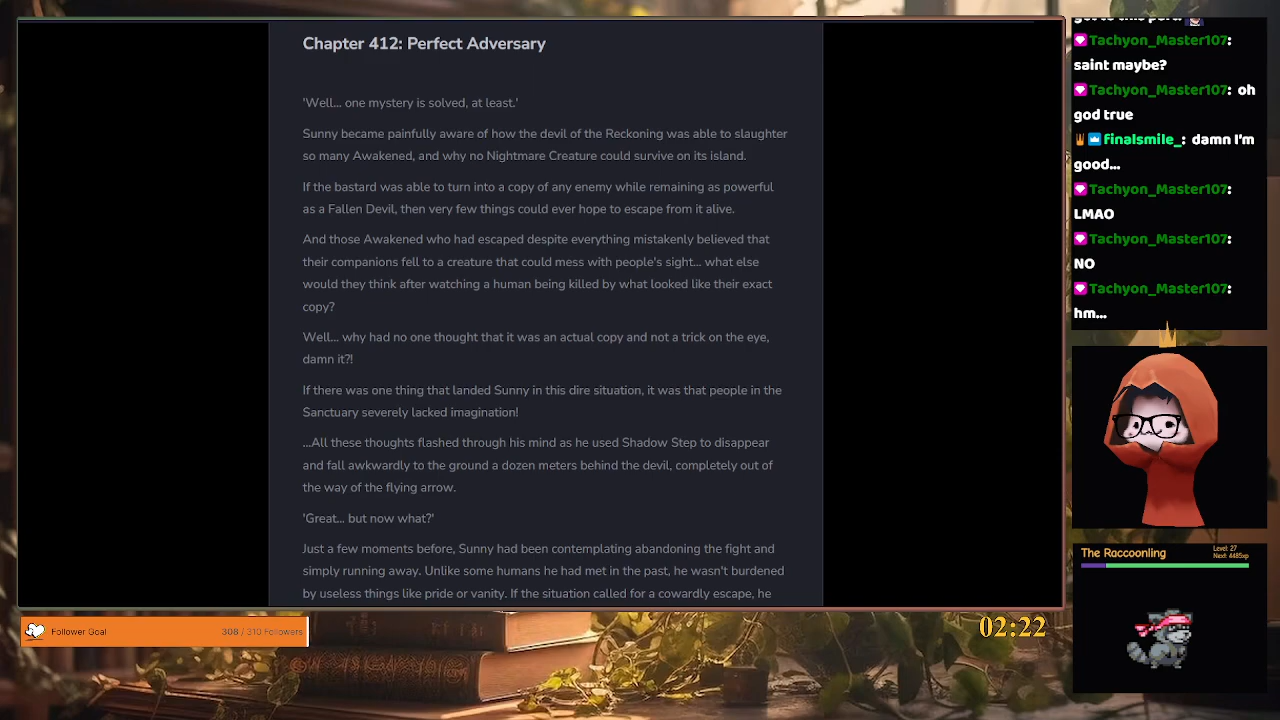 Chapter 412: Perfect Adversary
'Well... one mystery is solved, at least.'
Sunny became painfully aware of how the devil of the Reckoning was able to slaughter
so many Awakened, and why no Nightmare Creature could survive on its island.
If the bastard was able to turn into a copy of any enemy while remaining as powerful
as a Fallen Devil, then very few things could ever hope to escape from it alive.
And those Awakened who had escaped despite everything mistakenly believed that
their companions fell to a creature that could mess with people's sight... what else
would they think after watching a human being killed by what looked like their exact
copy?
Well... why had no one thought that it was an actual copy and not a trick on the eye,
damn it?!
If there was one thing that landed Sunny in this dire situation, it was that people in the
Sanctuary severely lacked imagination!
...All these thoughts flashed through his mind as he used Shadow Step to disappear
and fall awkwardly to the ground a dozen meters behind the devil, completely out of
the way of the flying arrow.
'Great... but now what?'
Just a few moments before, Sunny had been contemplating abandoning the fight and
simply running away. Unlike some humans he had met in the past, he wasn't burdened
by useless things like pride or vanity. If the situation called for a cowardly escape, he
Tachyon_Master107:
saint maybe?
Tachyon_Master107: oh
god true
finalsmile_: damn I'm
good...
Tachyon_Master107:
LMAO
Tachyon_Master107:
NO
Tachyon_Master107:
hm...
The Raccoonling
Level: 27
Next: 4485xp
Follower Goal
308 / 310 Followers
02:22